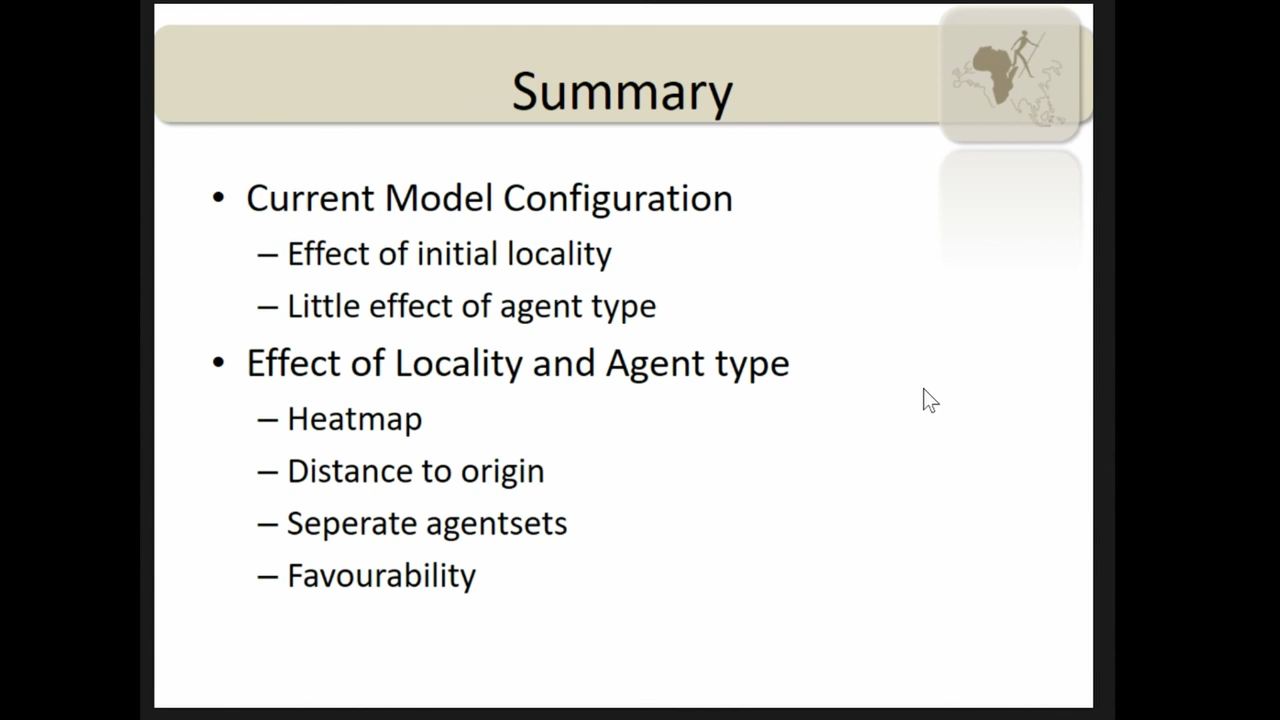 Summary
• Current Model Configuration
– Effect of initial locality
– Little effect of agent type
• Effect of Locality and Agent type
– Heatmap
– Distance to origin
– Seperate agentsets
– Favourability